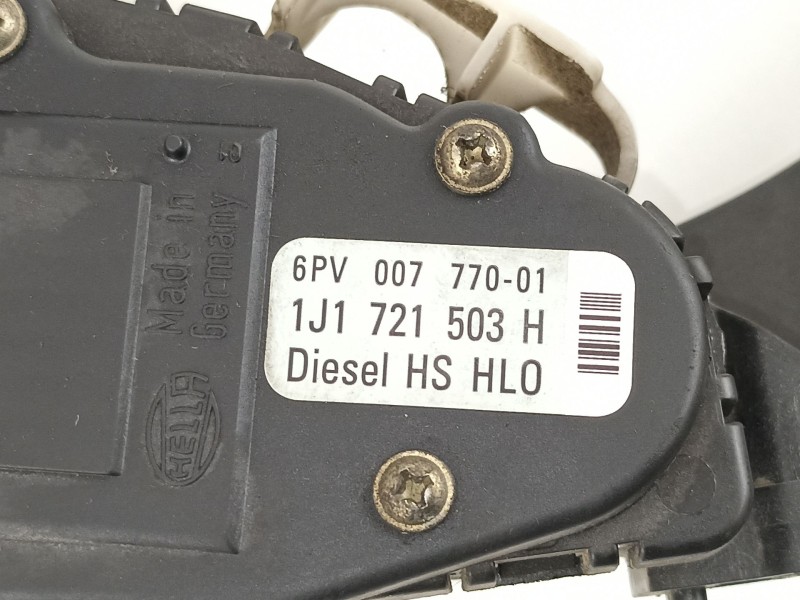 6PV 007 770-01
1J1 721 503 H
Diesel HS HLO
Made in
Germany
HELLA